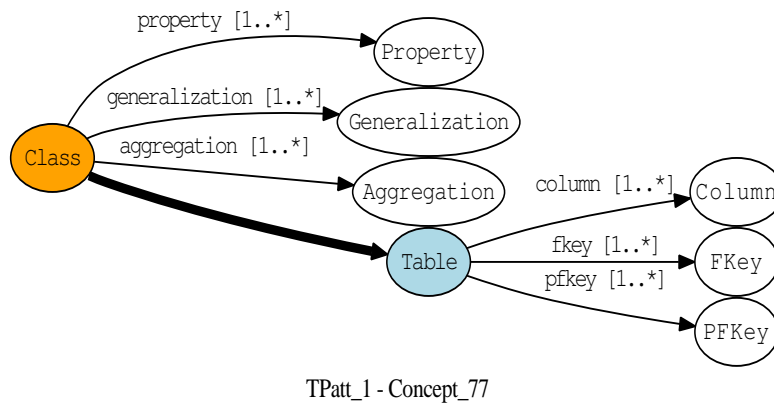 property [1..*]
Property
generalization [1..*]
Generalization
Class
aggregation [1..*]
Aggregation
column [1..*]
Column
Table
fkey [1..*]
FKey
pfkey [1..*]
PFKey
TPatt_1 - Concept_77